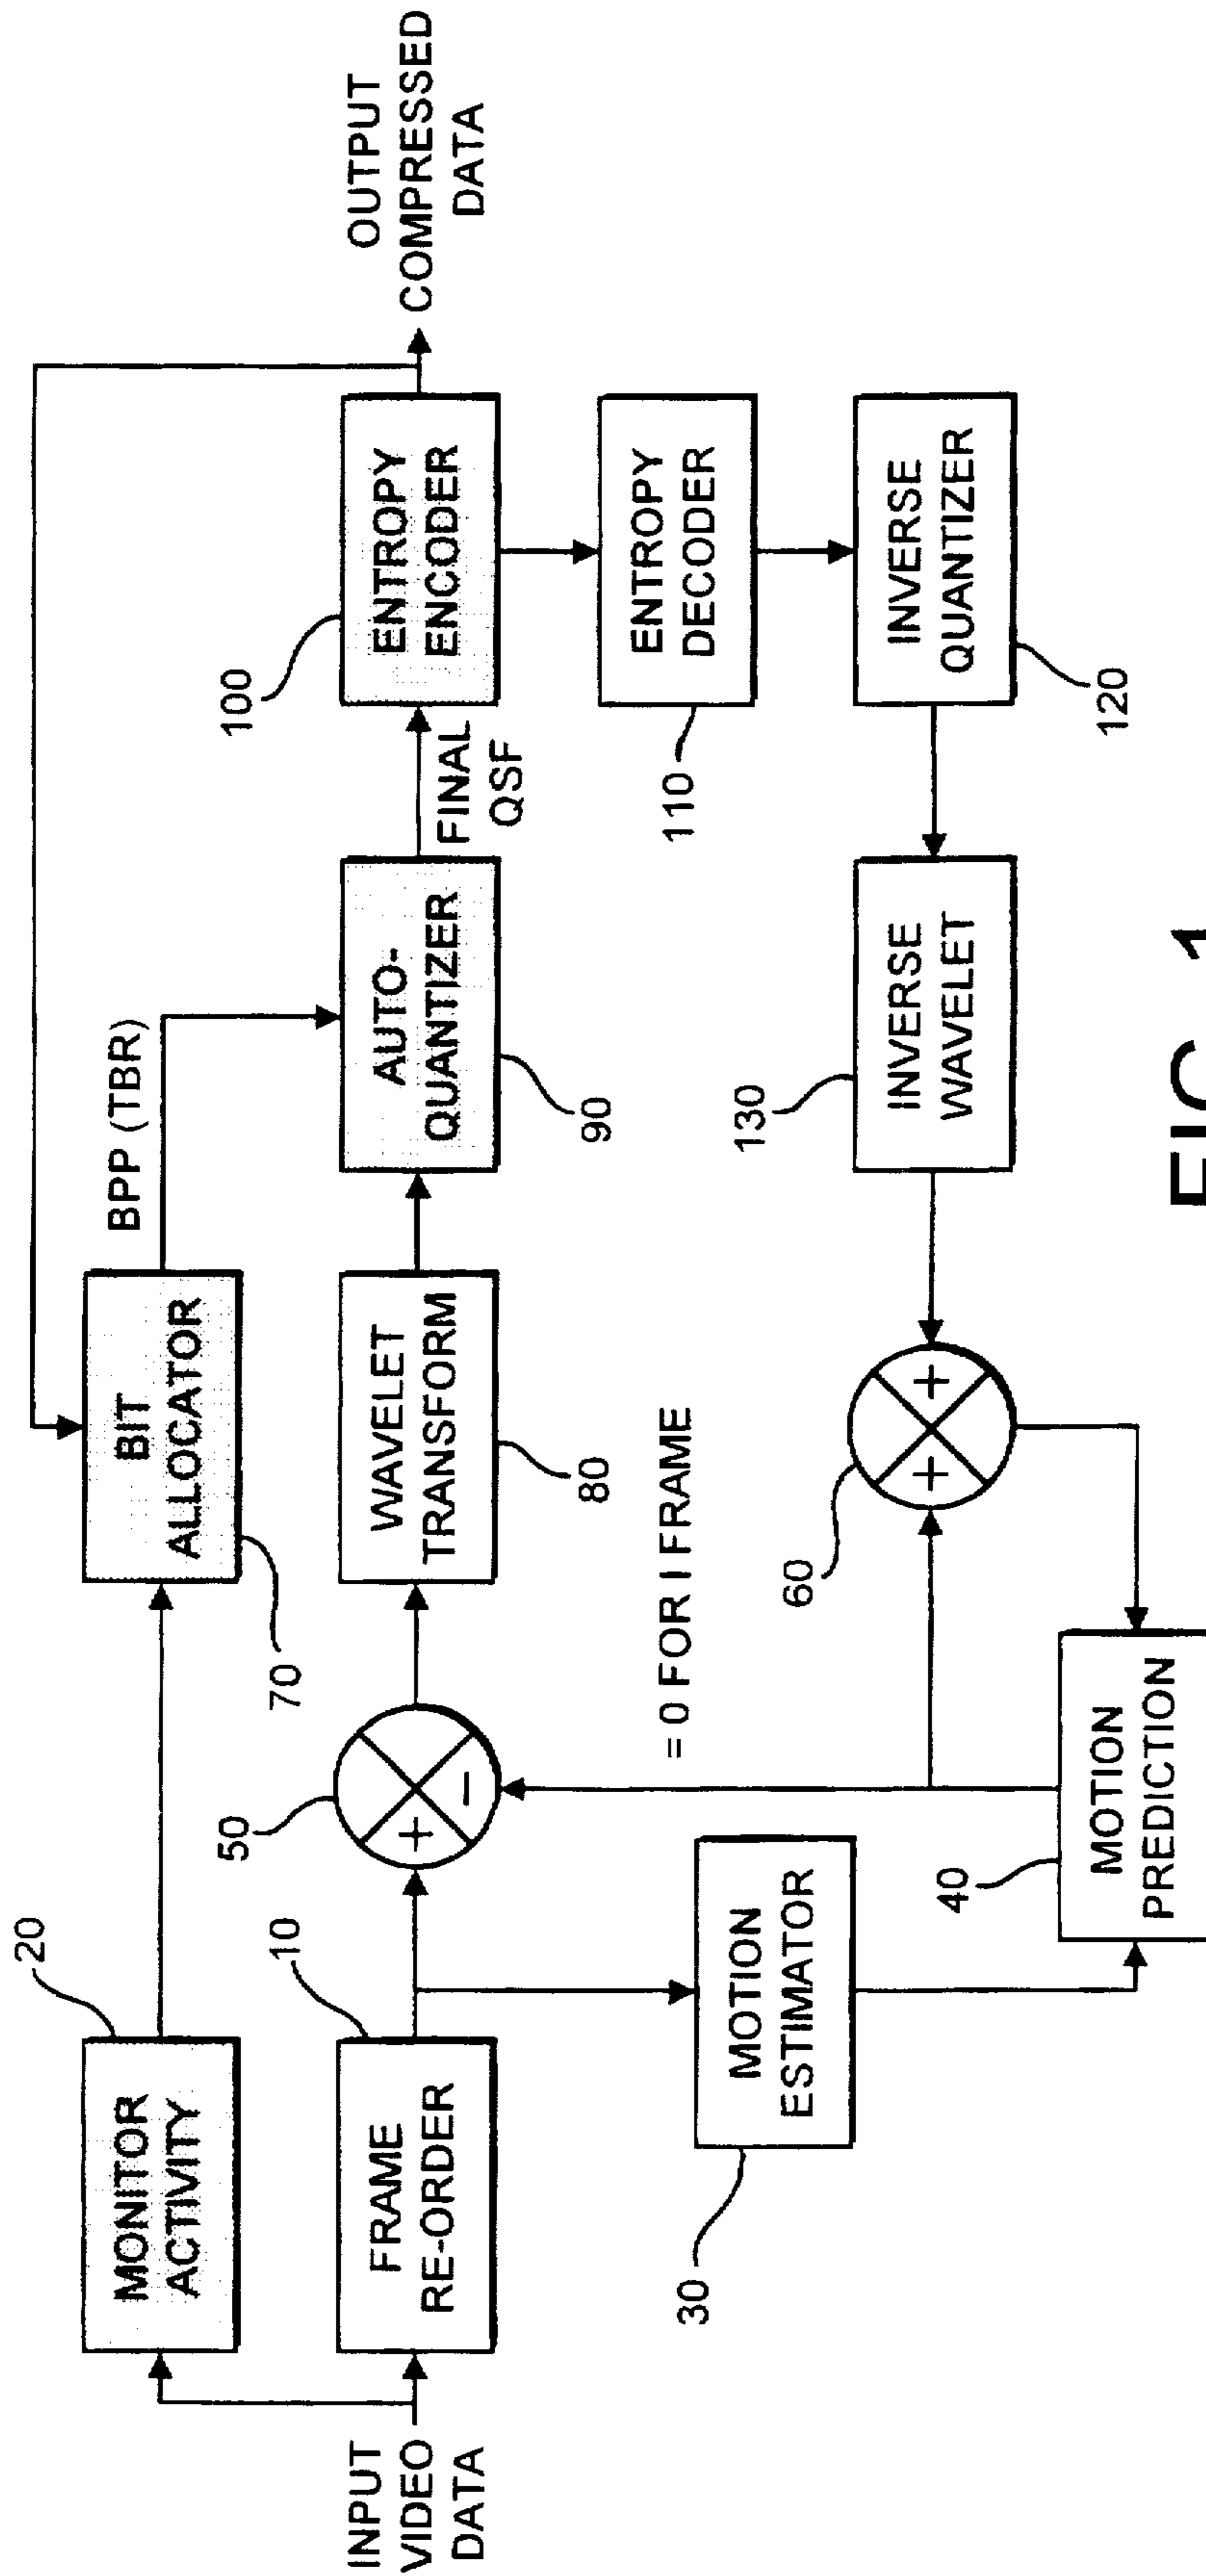 INPUT
VIDEO
DATA
20
MONITOR
ACTIVITY
10
FRAME
RE-ORDER
30
MOTION
ESTIMATOR
40
MOTION
PREDICTION
50
+
−
= 0 FOR I FRAME
60
+
+
70
BIT
ALLOCATOR
BPP (TBR)
WAVELET
TRANSFORM
80
AUTO-
QUANTIZER
90
FINAL
QSF
100
ENTROPY
ENCODER
OUTPUT
COMPRESSED
DATA
ENTROPY
DECODER
110
INVERSE
QUANTIZER
120
130
INVERSE
WAVELET
FIG. 1